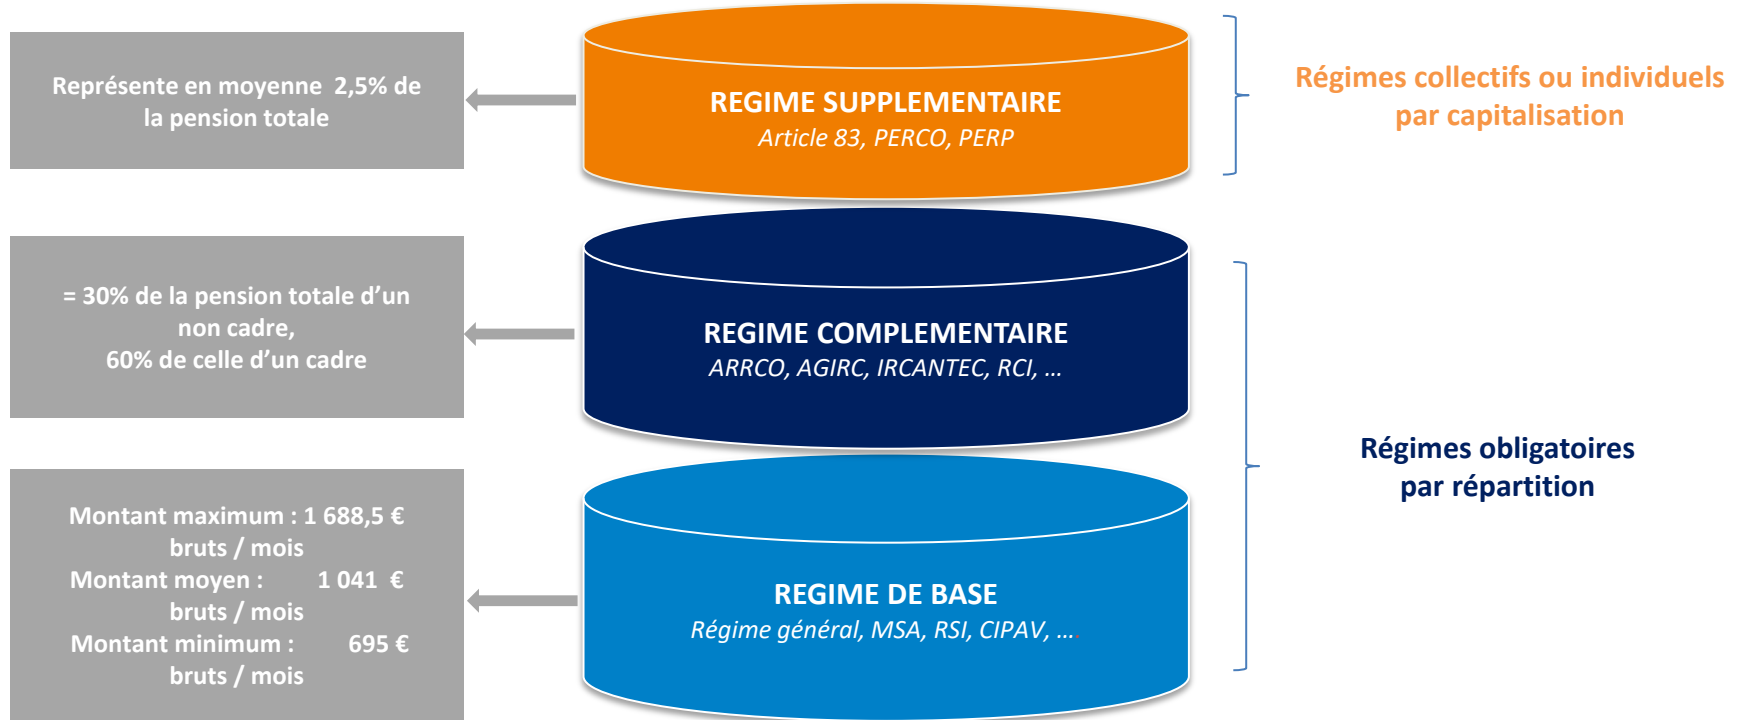 Représente en moyenne 2,5% de
la pension totale
REGIME SUPPLEMENTAIRE
Article 83, PERCO, PERP
Régimes collectifs ou individuels
par capitalisation
= 30% de la pension totale d’un
non cadre,
60% de celle d’un cadre
REGIME COMPLEMENTAIRE
ARRCO, AGIRC, IRCANTEC, RCI, …
Régimes obligatoires
par répartition
Montant maximum : 1 688,5 €
bruts / mois
Montant moyen : 1 041 €
bruts / mois
Montant minimum : 695 €
bruts / mois
REGIME DE BASE
Régime général, MSA, RSI, CIPAV, ….